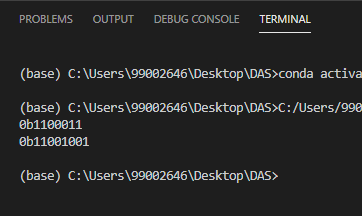 PROBLEMS OUTPUT DEBUG CONSOLE TERMINAL
(base) C:\Users\99002646\Desktop\DAS>conda activa
(base) C:\Users\99002646\Desktop\DAS>C:/Users/990
0b1100011
0b11001001
(base) C:\Users\99002646\Desktop\DAS>